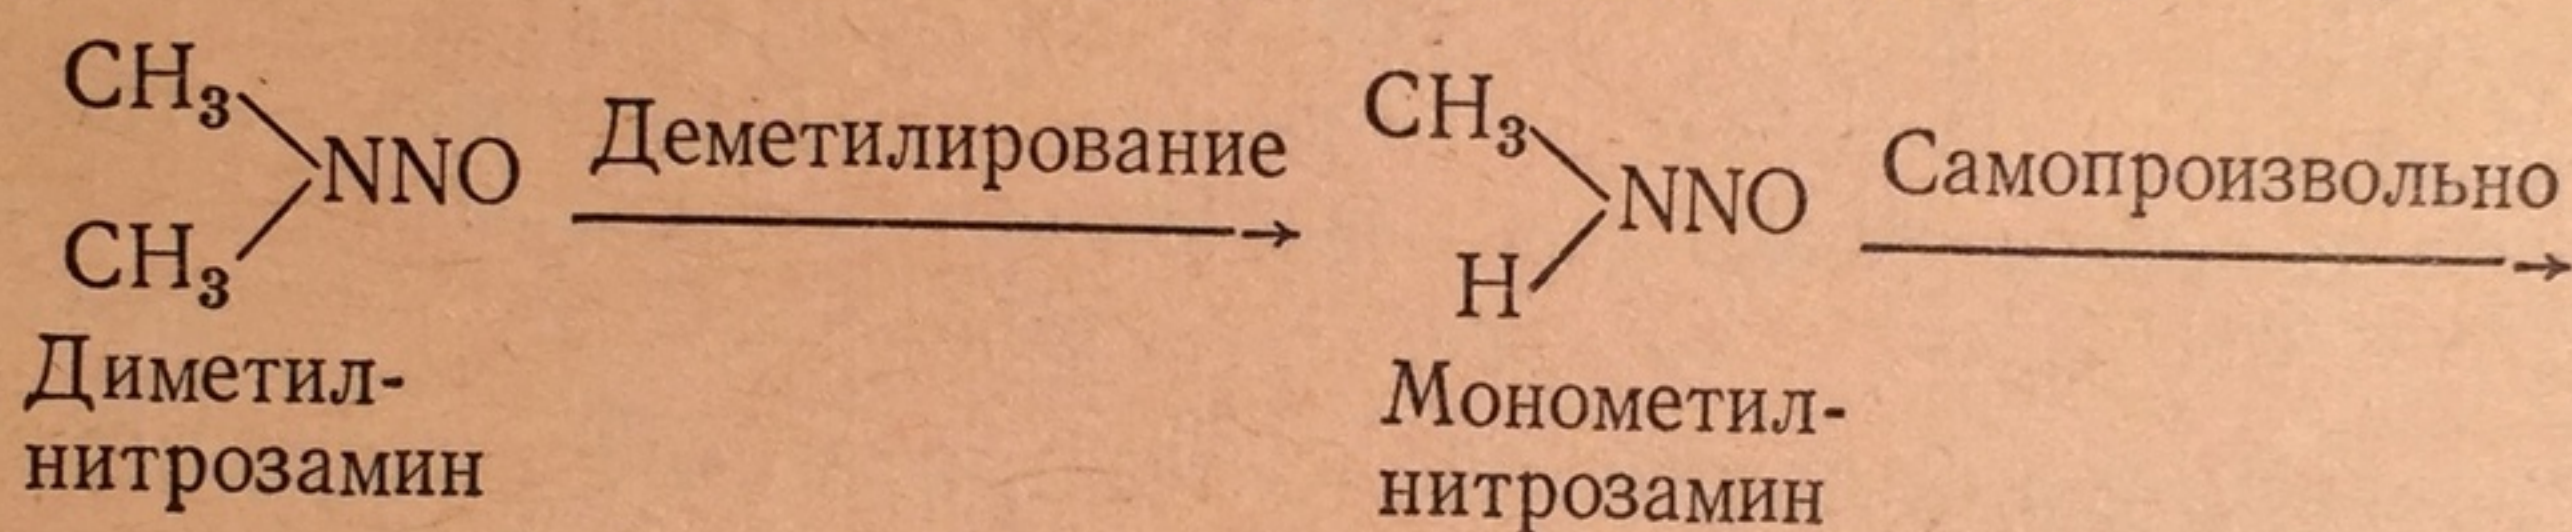 CH₃
CH₃
NNO
Деметилирование
CH₃
H
NNO
Самопроизвольно
Диметил-
нитрозамин
Монометил-
нитрозамин